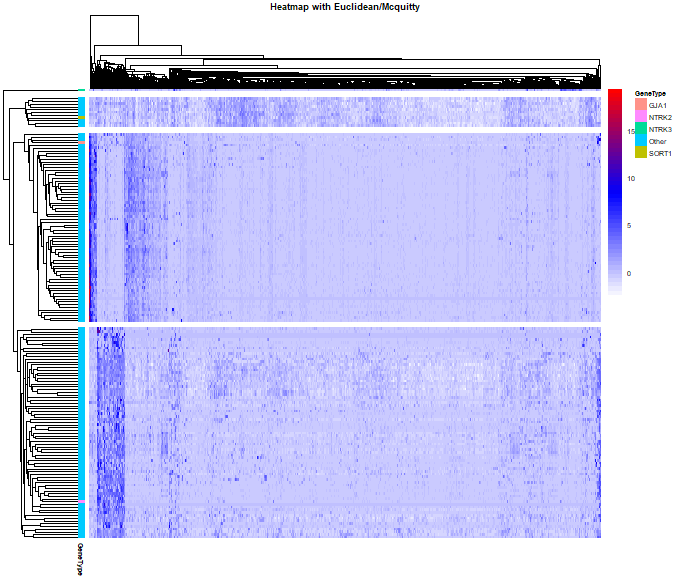 Heatmap with Euclidean/Mcquitty
GeneType
GJA1
NTRK2
15
NTRK3
Other
SORT1
10
5
0
GeneType